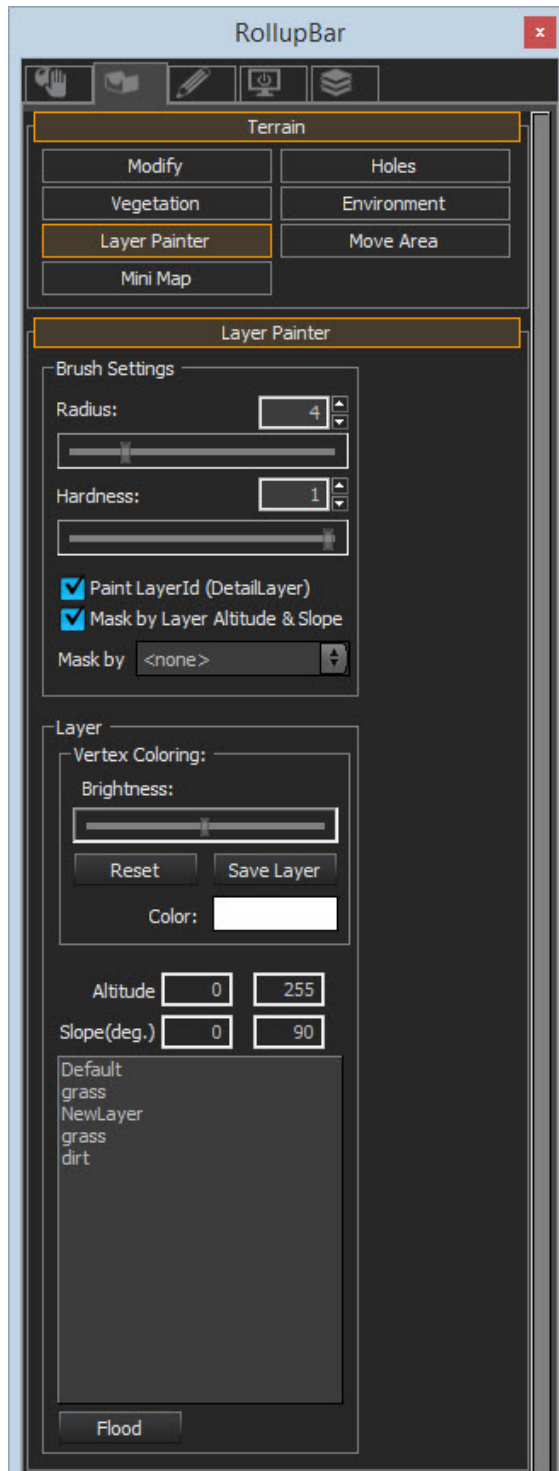 RollupBar
x
Terrain
Modify Holes
Vegetation Environment
Layer Painter Move Area
Mini Map
Layer Painter
Brush Settings
Radius: 4
Hardness: 1
Paint LayerId (DetailLayer)
Mask by Layer Altitude & Slope
Mask by <none>
Layer
Vertex Coloring:
Brightness:
Reset Save Layer
Color:
Altitude 0 255
Slope(deg.) 0 90
Default
grass
NewLayer
grass
dirt
Flood